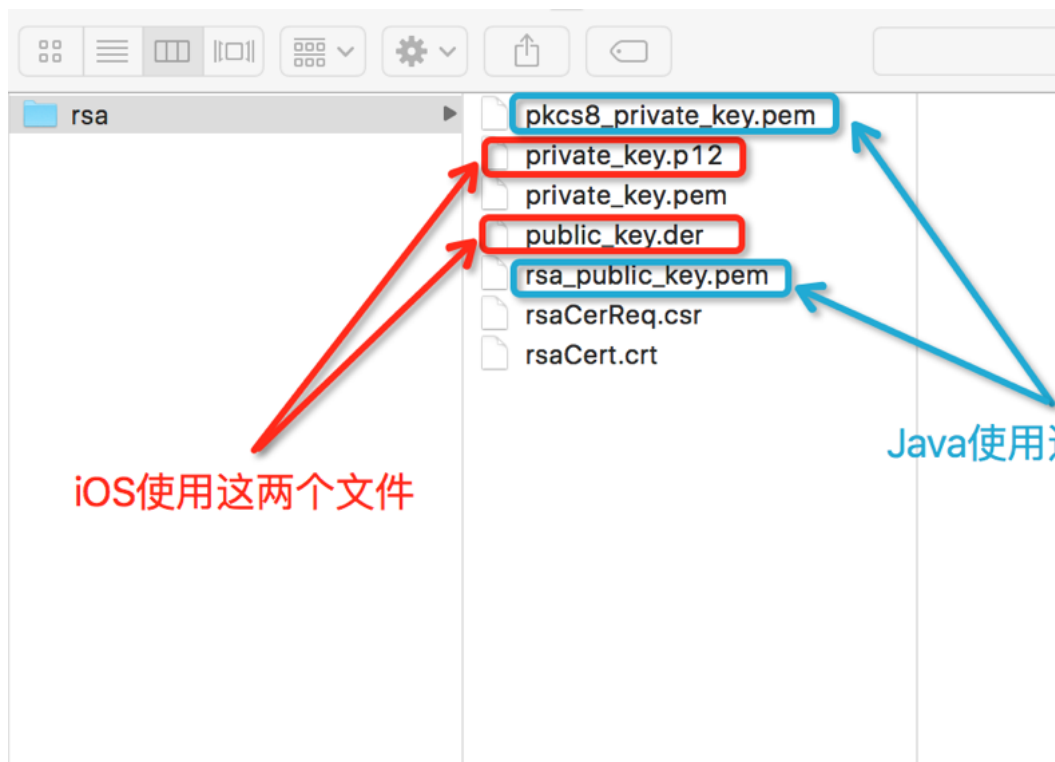 rsa
pkcs8_private_key.pem
private_key.p12
private_key.pem
public_key.der
rsa_public_key.pem
rsaCerReq.csr
rsaCert.crt
Java使用
iOS使用这两个文件